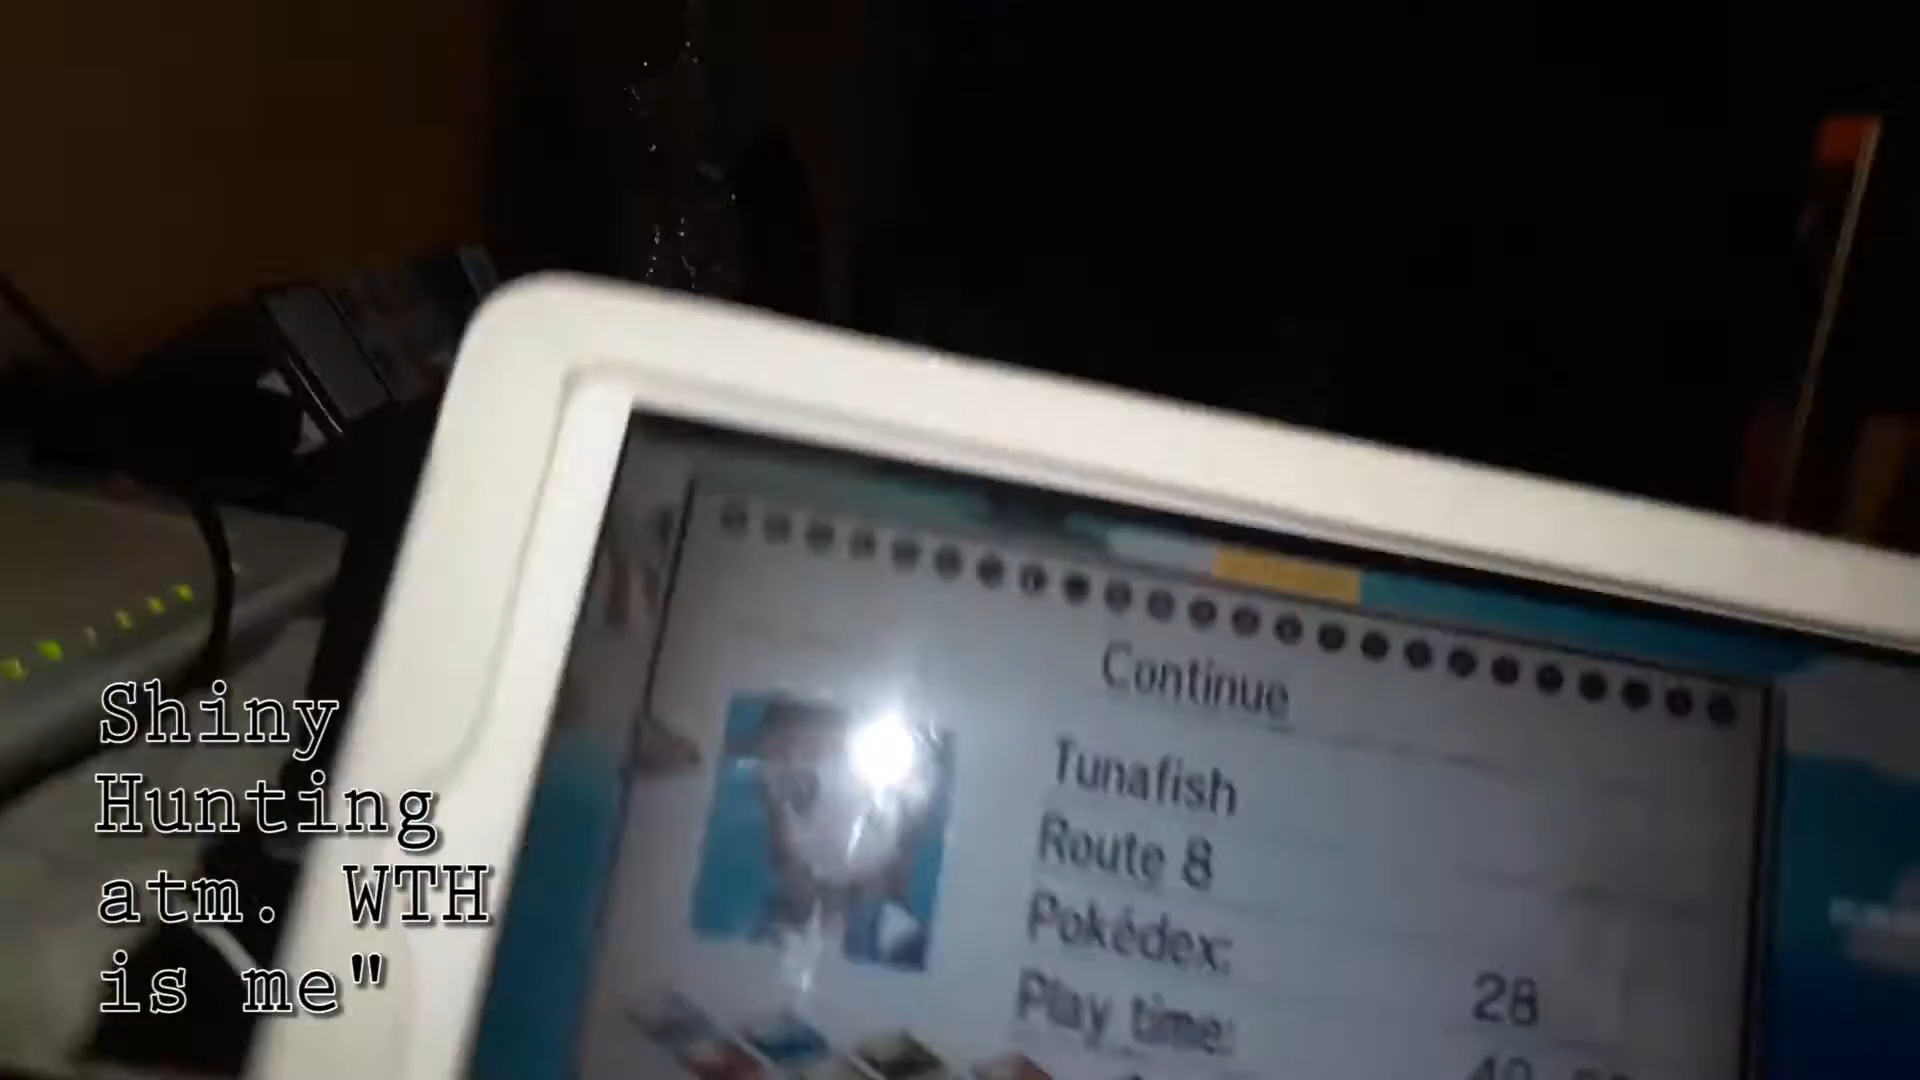 Continue
Tunafish
Route 8
Pokédex:
28
Play time:
Shiny
Hunting
atm. WTH
is me"